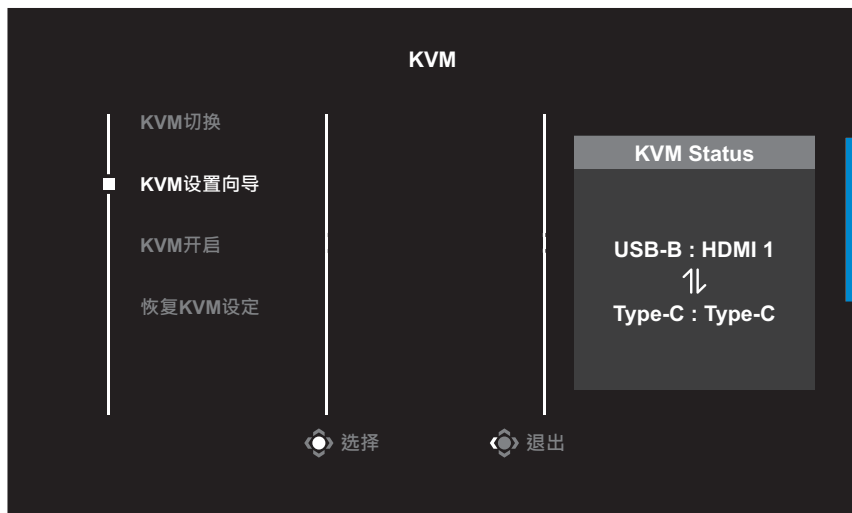 KVM
KVM切换
KVM设置向导
KVM开启
恢复KVM设定
KVM Status
USB-B : HDMI 1
Type-C : Type-C
选择
退出